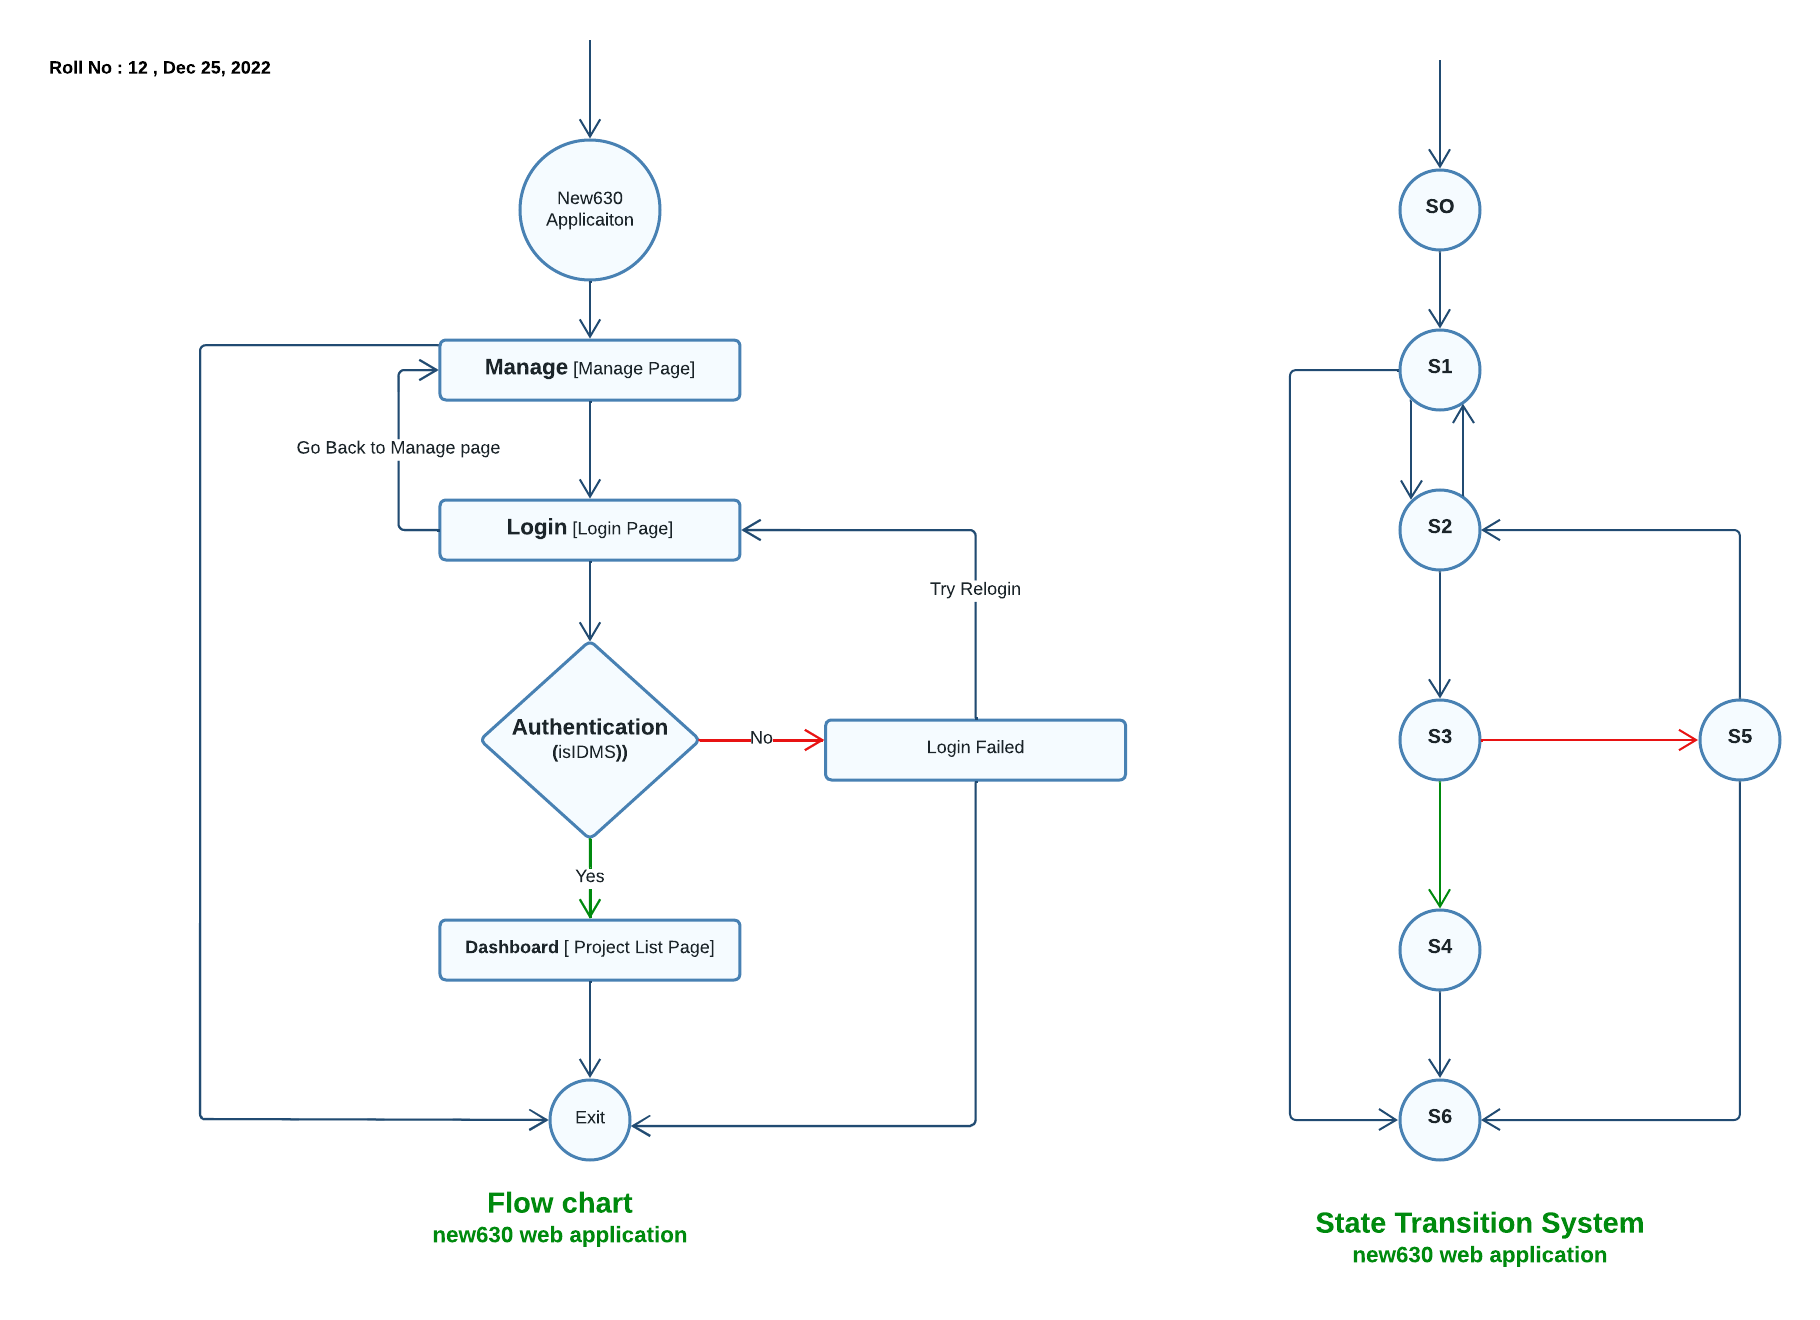 Roll No : 12 , Dec 25, 2022
New630
Applicaiton
Manage [Manage Page]
Go Back to Manage page
Login [Login Page]
Try Relogin
Authentication
(isIDMS))
No
Login Failed
Yes
Dashboard [ Project List Page]
Exit
Flow chart
new630 web application
SO
S1
S2
S3
S5
S4
S6
State Transition System
new630 web application